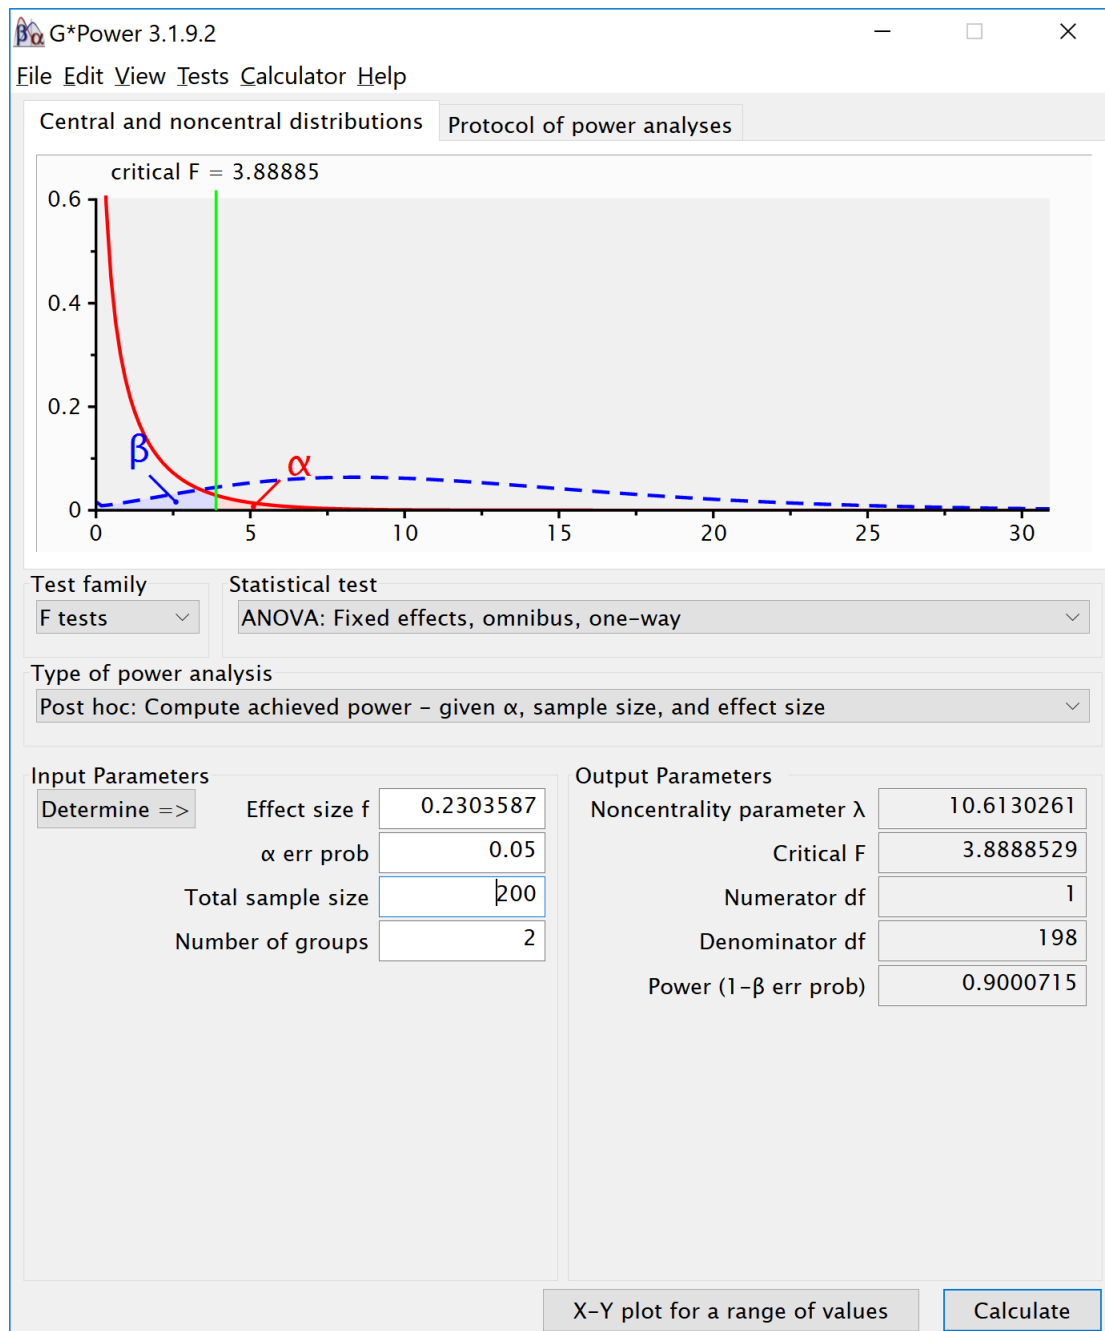 G*Power 3.1.9.2
File Edit View Tests Calculator Help
Central and noncentral distributions Protocol of power analyses
critical F = 3.88885
0.6
0.4
0.2
0
β
α
0 5 10 15 20 25 30
Test family Statistical test
F tests ANOVA: Fixed effects, omnibus, one-way
Type of power analysis
Post hoc: Compute achieved power - given α, sample size, and effect size
Input Parameters
Determine => Effect size f 0.2303587
α err prob 0.05
Total sample size 200
Number of groups 2
Output Parameters
Noncentrality parameter λ 10.6130261
Critical F 3.8888529
Numerator df 1
Denominator df 198
Power (1-β err prob) 0.9000715
X-Y plot for a range of values Calculate